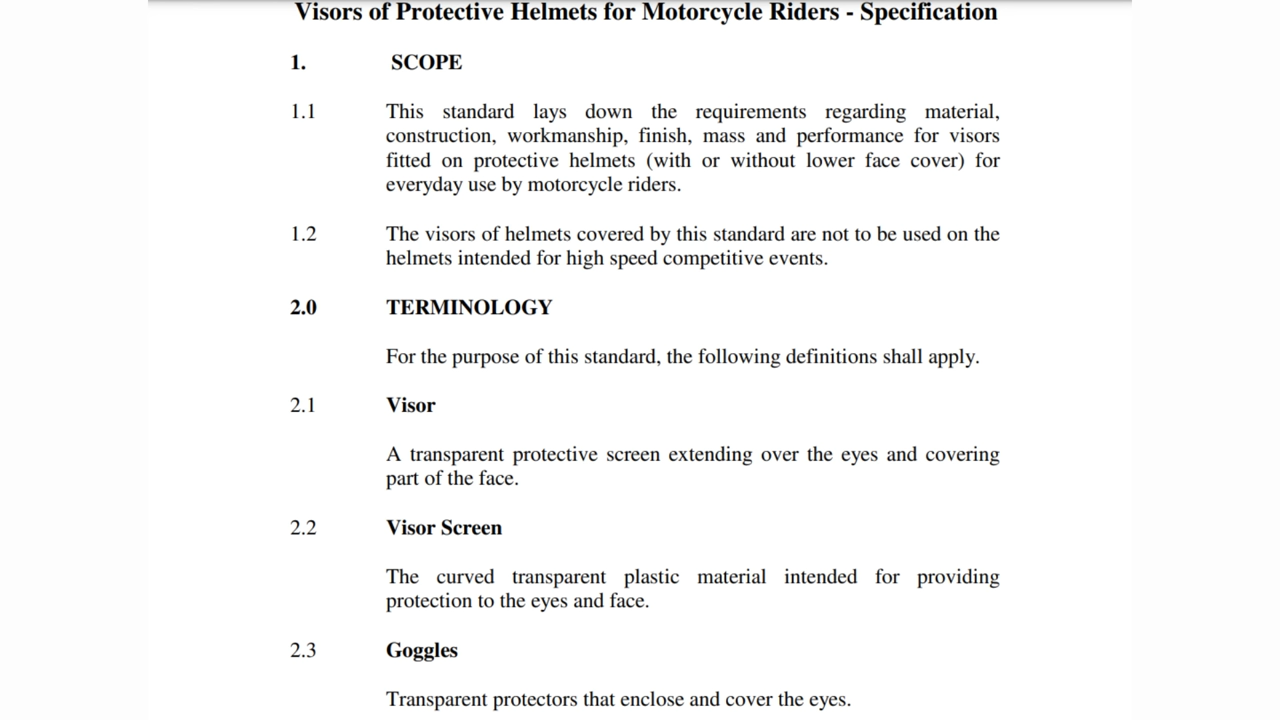 Visors of Protective Helmets for Motorcycle Riders - Specification
1. SCOPE
1.1 This standard lays down the requirements regarding material,
construction, workmanship, finish, mass and performance for visors
fitted on protective helmets (with or without lower face cover) for
everyday use by motorcycle riders.
1.2 The visors of helmets covered by this standard are not to be used on the
helmets intended for high speed competitive events.
2.0 TERMINOLOGY
For the purpose of this standard, the following definitions shall apply.
2.1 Visor
A transparent protective screen extending over the eyes and covering
part of the face.
2.2 Visor Screen
The curved transparent plastic material intended for providing
protection to the eyes and face.
2.3 Goggles
Transparent protectors that enclose and cover the eyes.